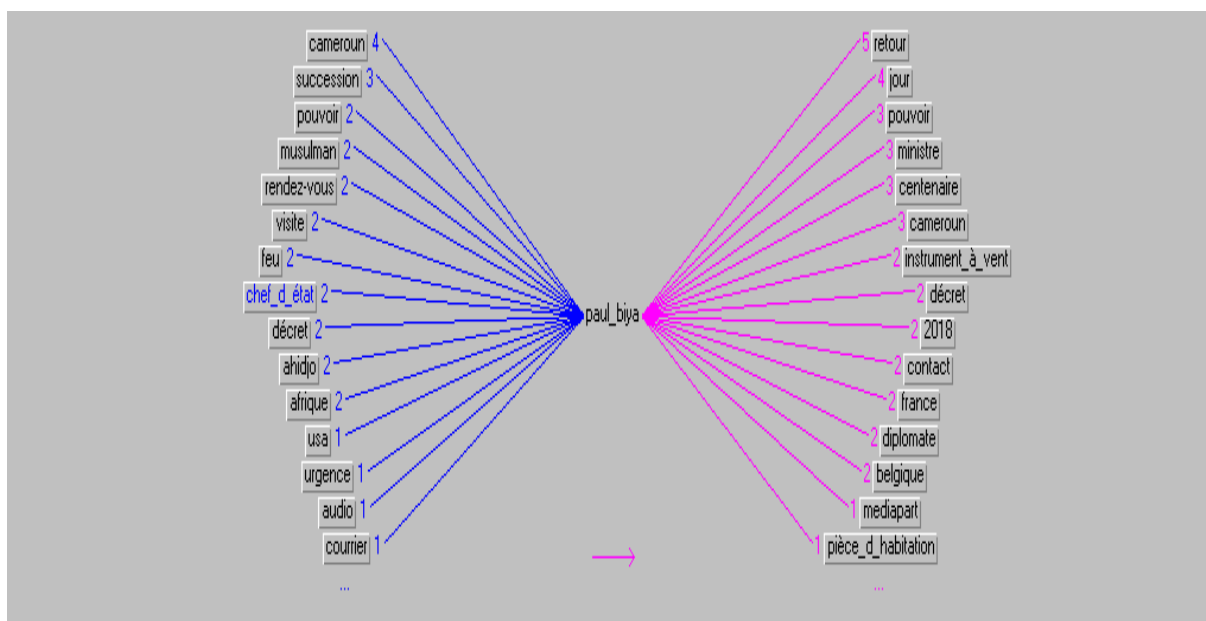 cameroun 4 5 retour
succession 3 4 jour
pouvoir 2 3 pouvoir
musulman 2 3 ministre
rendez-vous 2 3 centenaire
visite 2 3 cameroun
feu 2 2 instrument_à_vent
chef_d_état 2 2 décret
paul_biya
décret 2 2 2018
ahidjo 2 2 contact
afrique 2 2 france
usa 1 2 diplomate
urgence 1 2 belgique
audio 1 1 mediapart
courrier 1 1 pièce_d_habitation
... ...